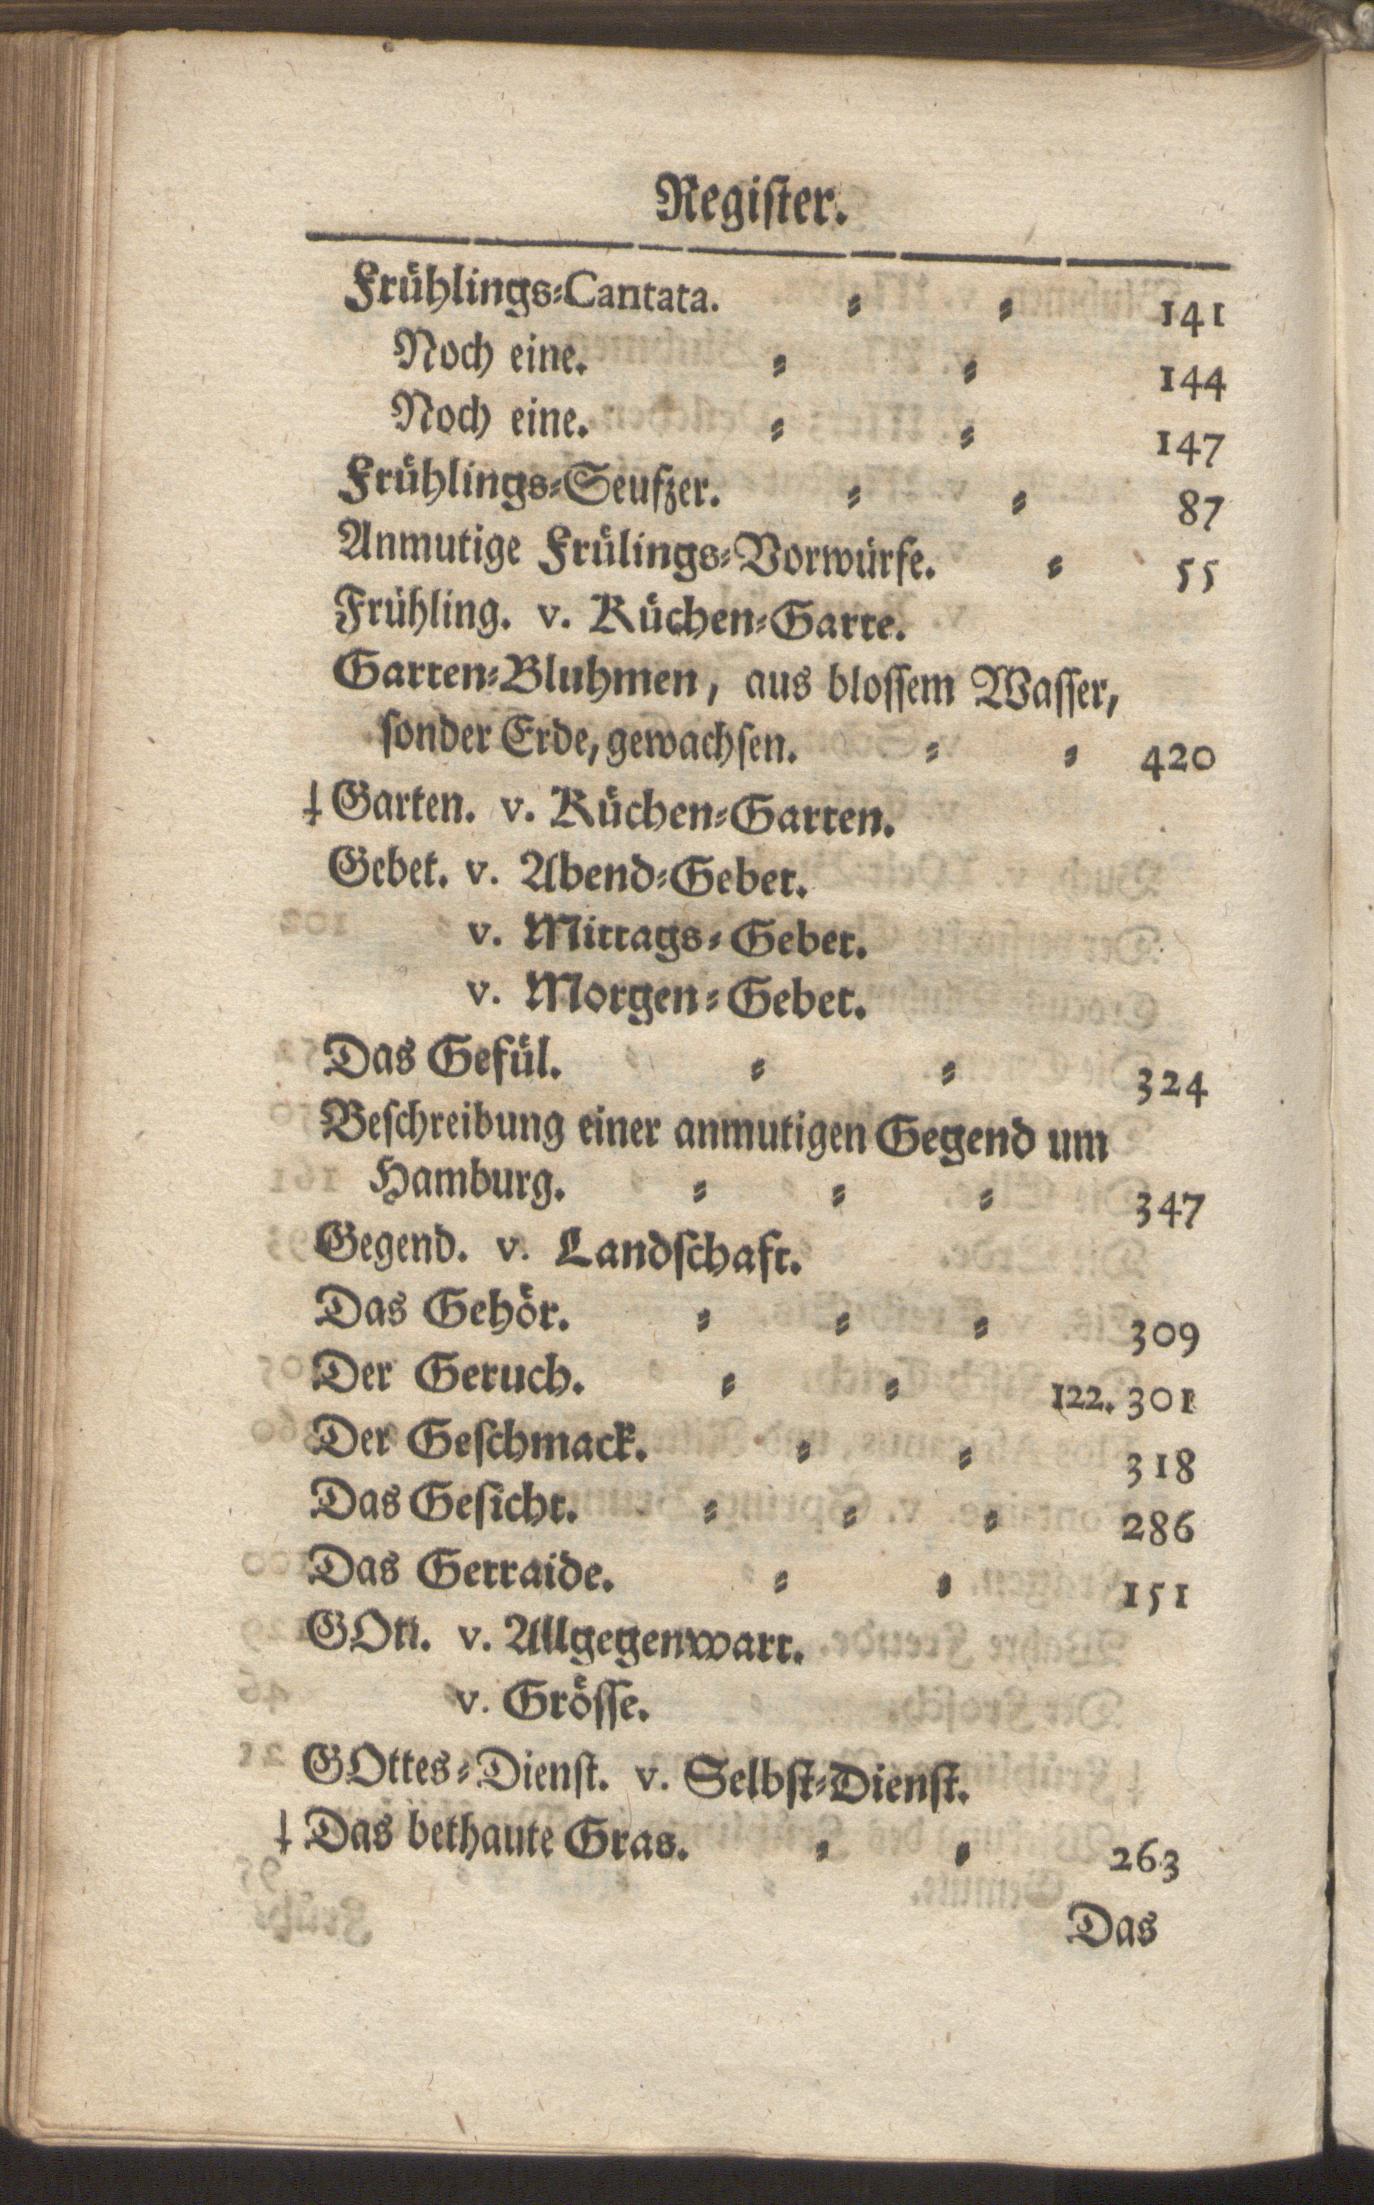 Regiſter.
Frühlings⸗Cantata. ⸗ ⸗ 141
Noch eine. ⸗ ⸗ 144
Noch eine. ⸗ ⸗ 147
Frühlings⸗Seufzer. ⸗ ⸗ 87
Anmutige Frülings⸗Vorwürfe. ⸗ 55
Frühling. v. Küchen⸗Garte.
Garten⸗Bluhmen, aus bloſſem Waſſer,
ſonder Erde, gewachſen. ⸗ ⸗ 420
‡ Garten. v. Küchen⸗Garten.
Gebet. v. Abend⸗Gebet.
v. Mittags⸗Gebet.
v. Morgen⸗Gebet.
Das Gefül. ⸗ ⸗ 324
Beſchreibung einer anmutigen Gegend um
Hamburg. ⸗ ⸗ ⸗ 347
Gegend. v. Landſchaft.
Das Gehör. ⸗ ⸗ ⸗ 309
Der Geruch. ⸗ ⸗ 122. 301
Der Geſchmack. ⸗ ⸗ 318
Das Geſicht. ⸗ ⸗ ⸗ 286
Das Getraide. ⸗ ⸗ 151
GOtt. v. Allgegenwart.
v. Gröſſe.
GOttes⸗Dienſt. v. Selbſt⸗Dienſt.
‡ Das bethaute Gras. ⸗ ⸗ 263
Das